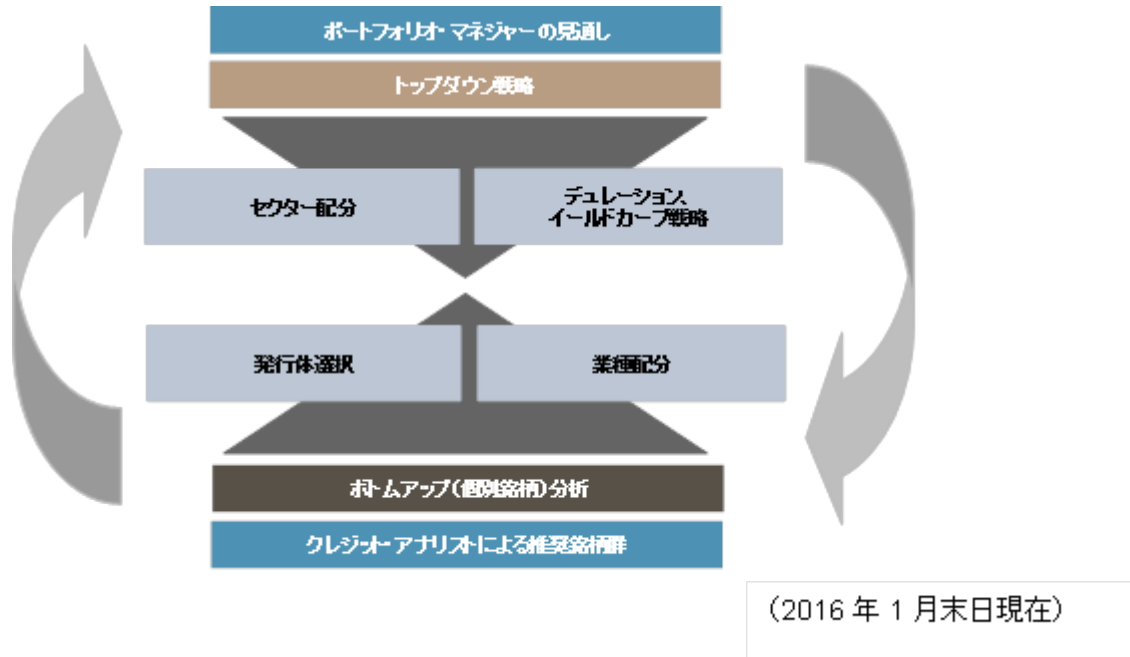 ポートフォリオ・マネジャーの見通し
トップダウン戦略
セクター配分
デュレーション、
イールドカーブ戦略
発行体選択
業種配分
ボトムアップ(個別銘柄)分析
クレジット・アナリストによる推奨銘柄群
(2016 年 1 月末日現在)